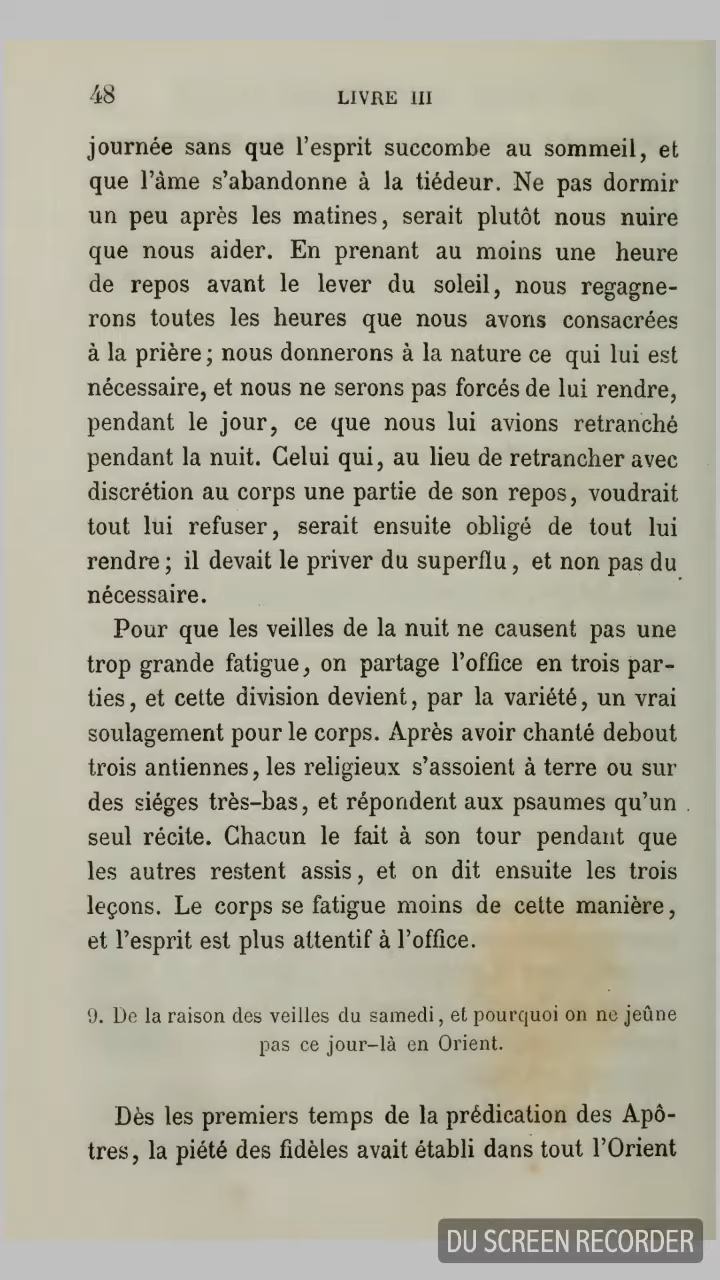 48
LIVRE III
journée sans que l'esprit succombe au sommeil, et
que l'âme s'abandonne à la tiédeur. Ne pas dormir
un peu après les matines, serait plutôt nous nuire
que nous aider. En prenant au moins une heure
de repos avant le lever du soleil, nous regagne-
rons toutes les heures que nous avons consacrées
à la prière; nous donnerons à la nature ce qui lui est
nécessaire, et nous ne serons pas forcés de lui rendre,
pendant le jour, ce que nous lui avions retranché
pendant la nuit. Celui qui, au lieu de retrancher avec
discrétion au corps une partie de son repos, voudrait
tout lui refuser, serait ensuite obligé de tout lui
rendre; il devait le priver du superflu, et non pas du
nécessaire.
Pour que les veilles de la nuit ne causent pas une
trop grande fatigue, on partage l'office en trois par-
ties, et cette division devient, par la variété, un vrai
soulagement pour le corps. Après avoir chanté debout
trois antiennes, les religieux s'assoient à terre ou sur
des siéges très-bas, et répondent aux psaumes qu'un
seul récite. Chacun le fait à son tour pendant que
les autres restent assis, et on dit ensuite les trois
leçons. Le corps se fatigue moins de cette manière,
et l'esprit est plus attentif à l'office.
9. De la raison des veilles du samedi, et pourquoi on ne jeûne
pas ce jour-là en Orient.
Dès les premiers temps de la prédication des Apô-
tres, la piété des fidèles avait établi dans tout l'Orient
DU SCREEN RECORDER